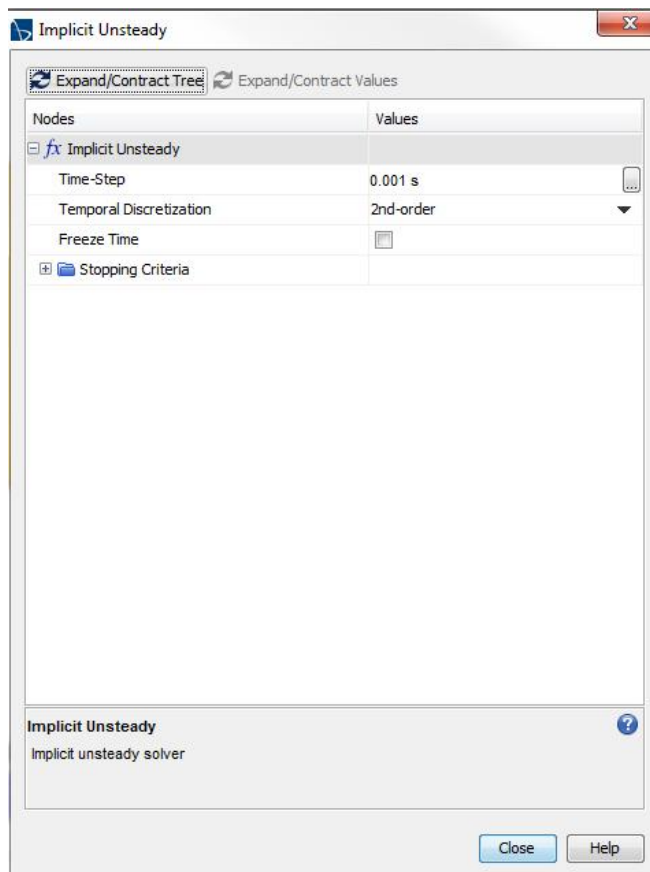 Implicit Unsteady
Expand/Contract Tree Expand/Contract Values
Nodes Values
fx Implicit Unsteady
Time-Step 0.001 s ...
Temporal Discretization 2nd-order
Freeze Time
Stopping Criteria
Implicit Unsteady ?
Implicit unsteady solver
Close Help